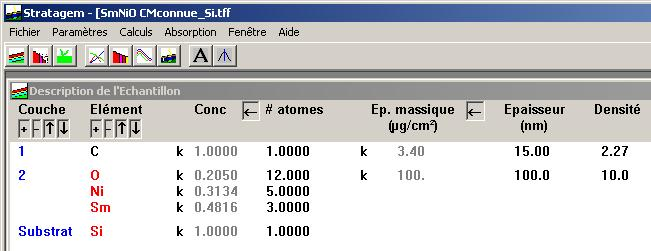 Stratagem - [SmNiO CMconnue_Si.tff
Fichier Paramètres Calculs Absorption Fenêtre Aide
A
Description de l'Echantillon
Couche Elément Conc ← # atomes Ep. massique ← Epaisseur Densité
+ - ↑ ↓ + - ↑ ↓ (µg/cm²) (nm)
1 C k 1.0000 1.0000 k 3.40 15.00 2.27
2 O k 0.2050 12.000 k 100. 100.0 10.0
Ni k 0.3134 5.0000
Sm k 0.4816 3.0000
Substrat Si k 1.0000 1.0000